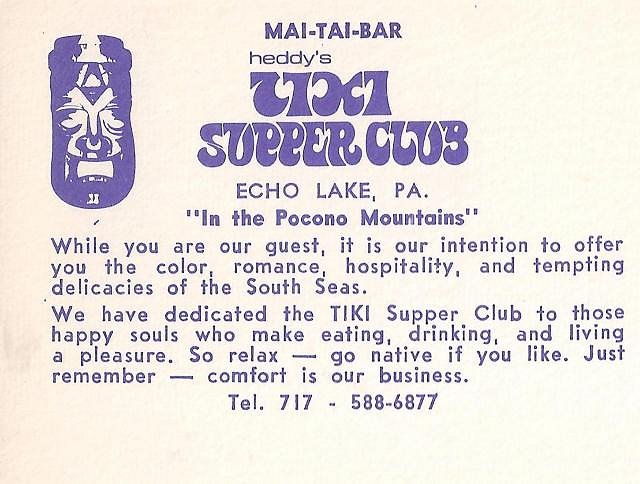 MAI-TAI-BAR
heddy's
TIKI
SUPPER CLUB
ECHO LAKE, PA.
"In the Pocono Mountains"
While you are our guest, it is our intention to offer
you the color, romance, hospitality, and tempting
delicacies of the South Seas.
We have dedicated the TIKI Supper Club to those
happy souls who make eating, drinking, and living
a pleasure. So relax — go native if you like. Just
remember — comfort is our business.
Tel. 717 - 588-6877